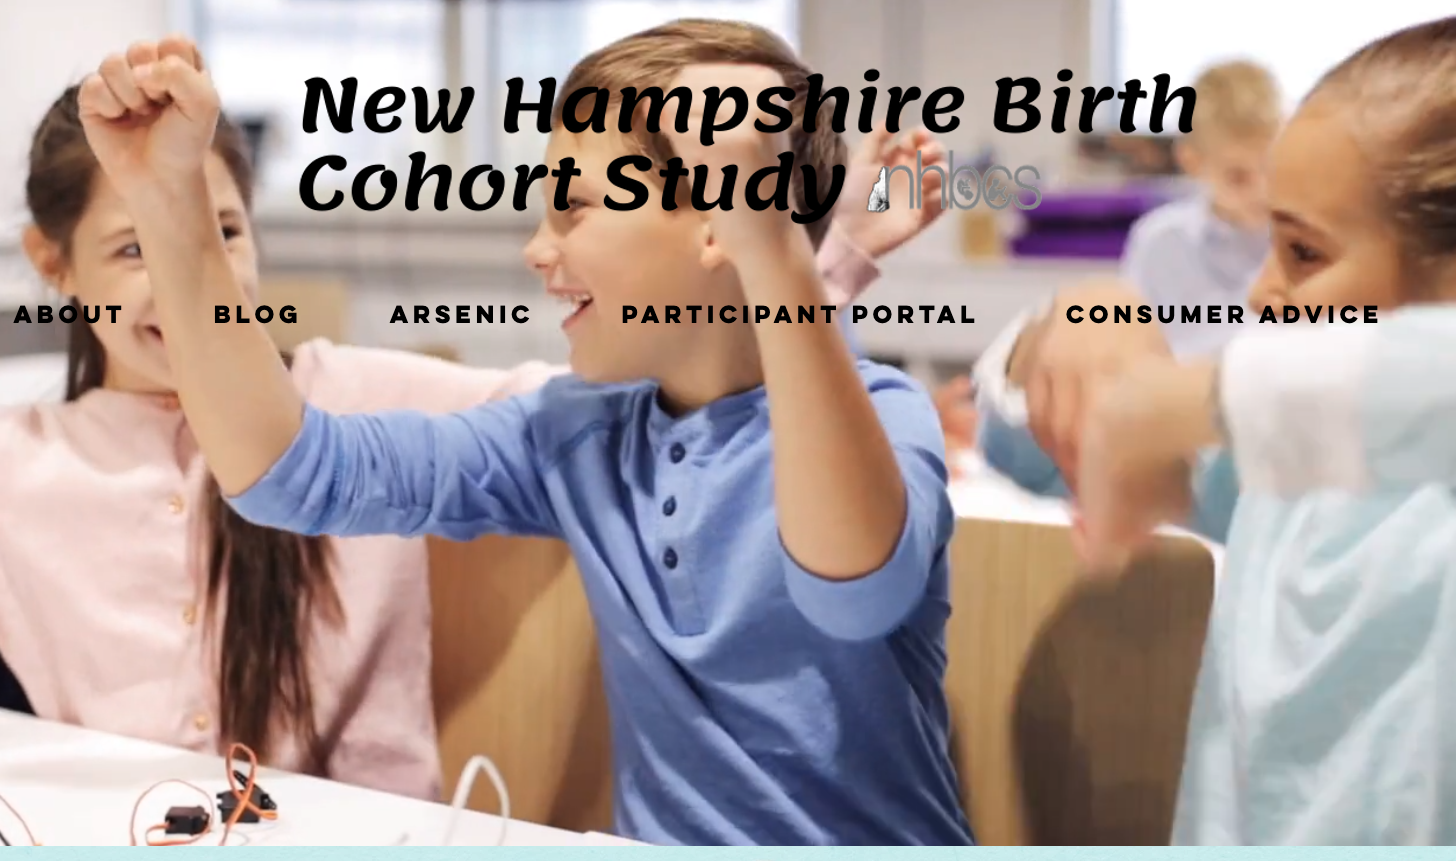 New Hampshire Birth
Cohort Study nhbcs
ABOUT BLOG ARSENIC PARTICIPANT PORTAL CONSUMER ADVICE